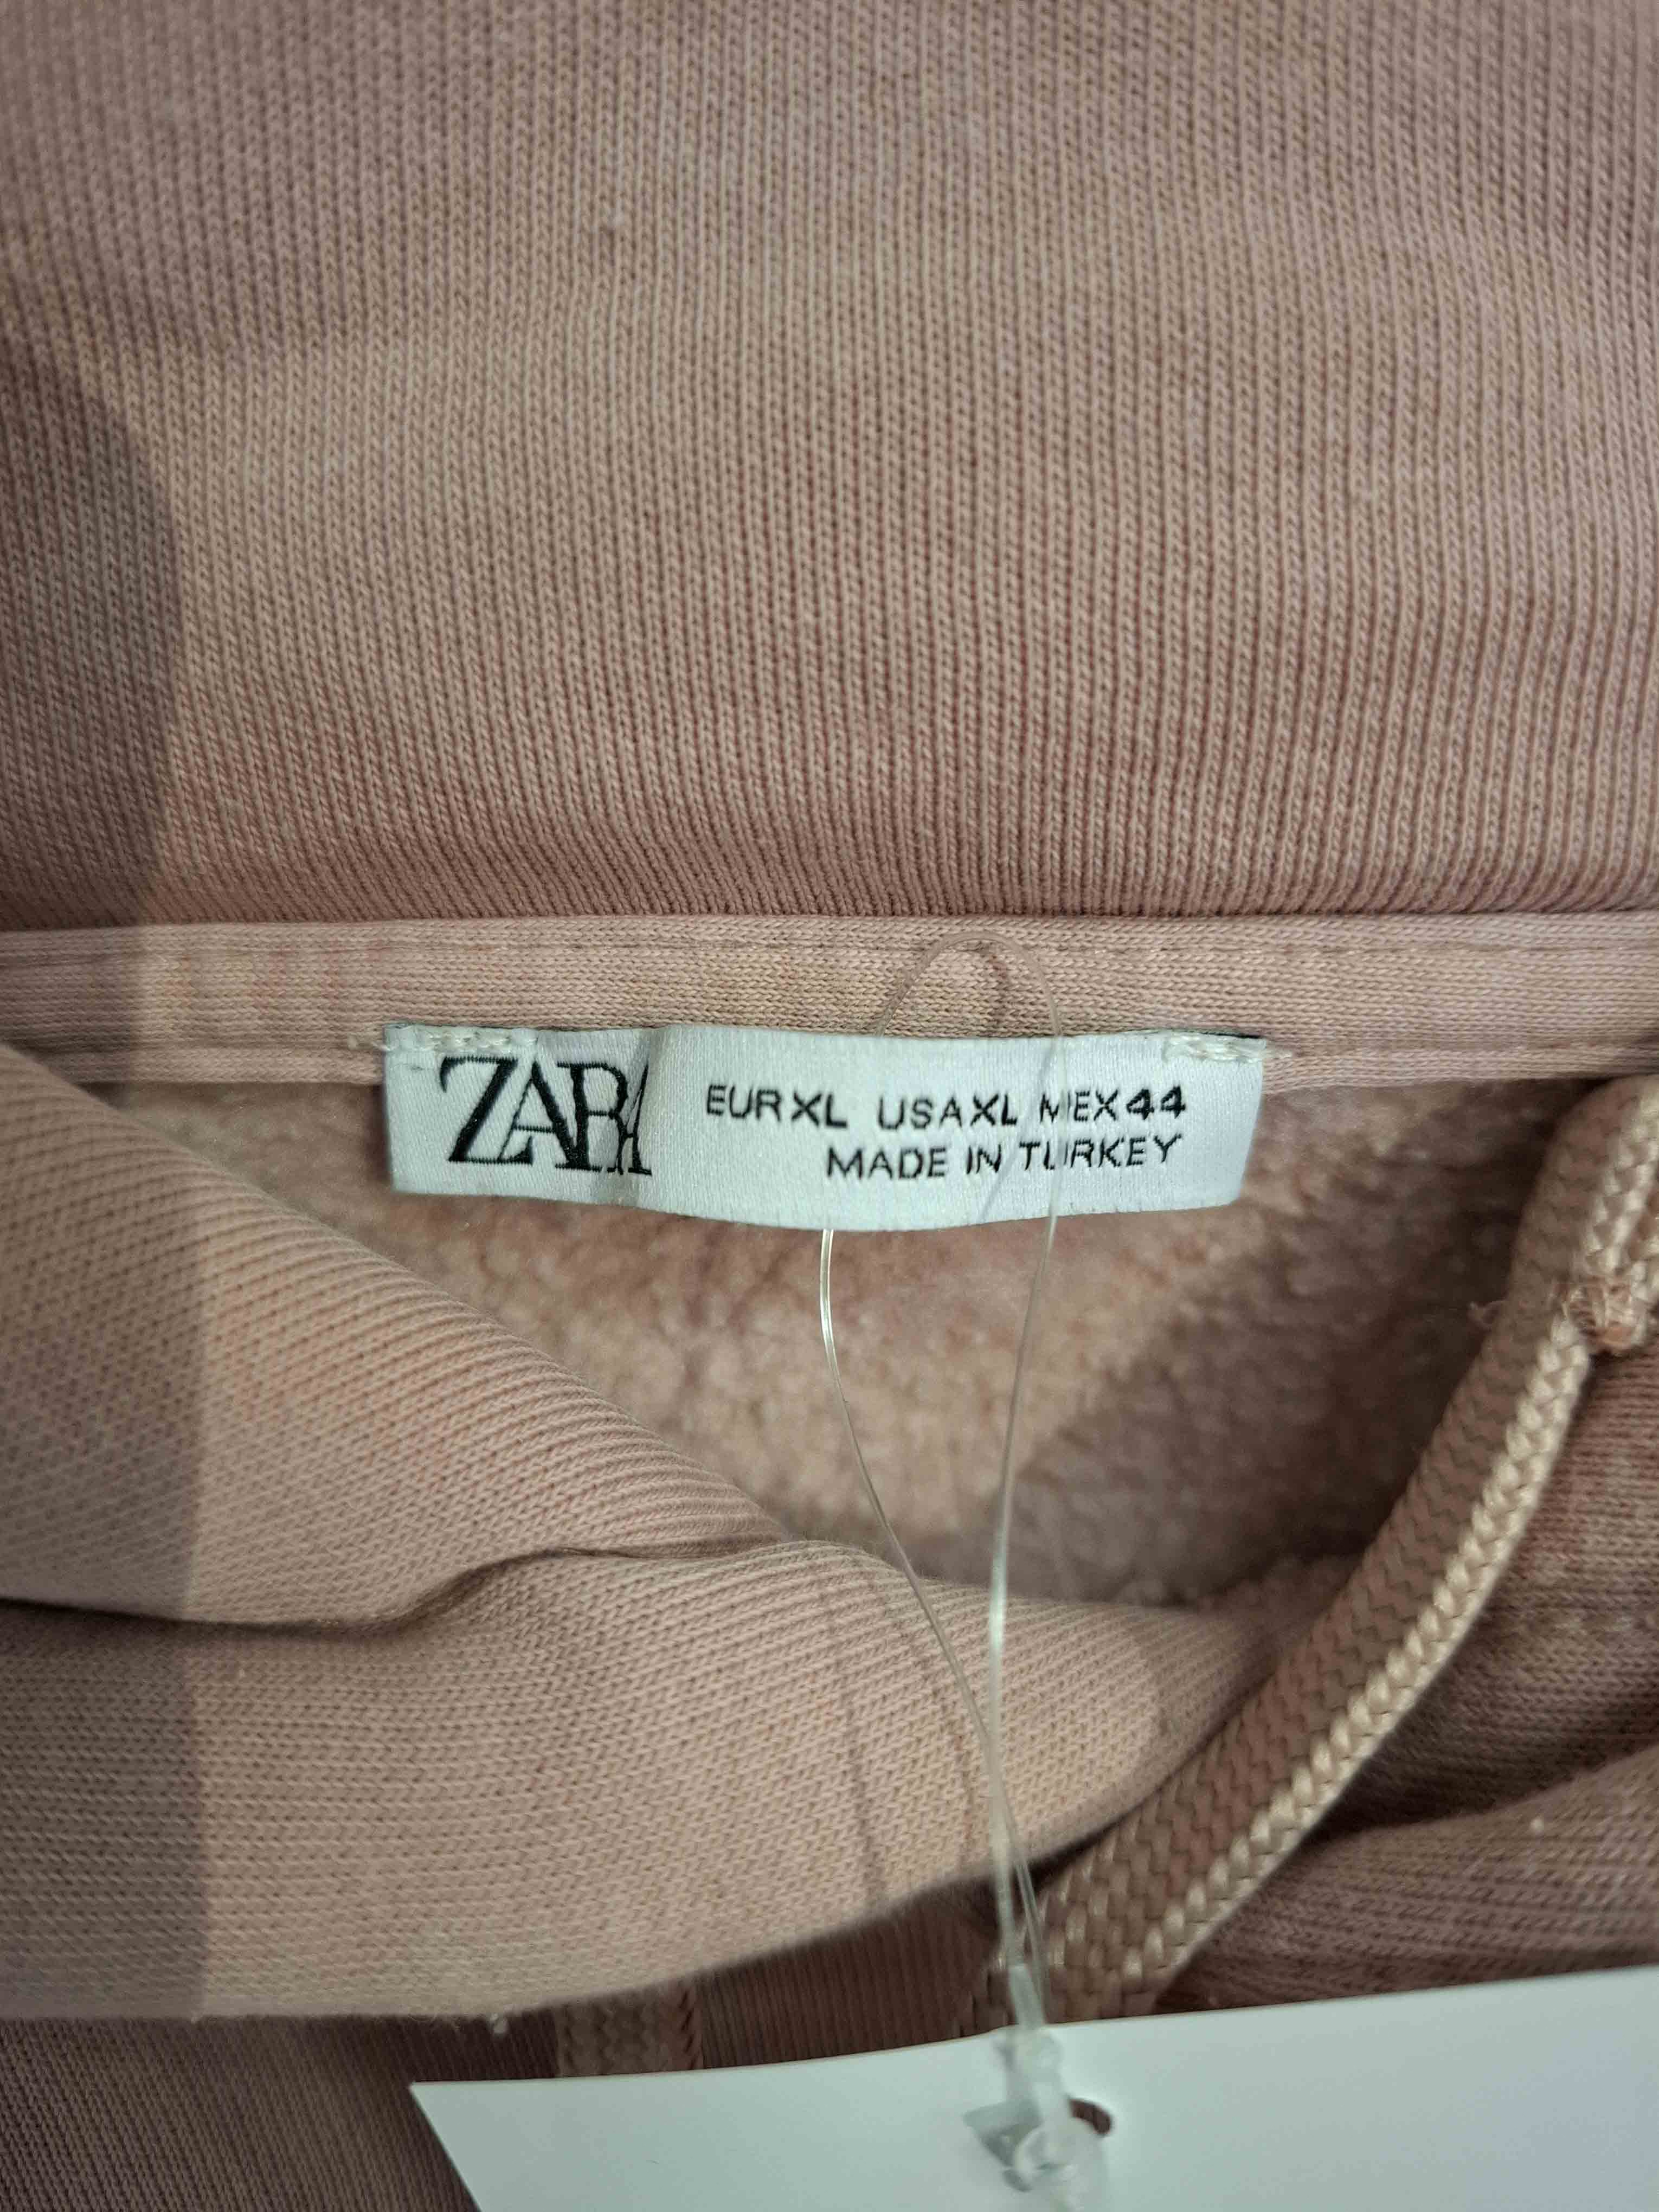 ZARA
EUR XL USA XL MEX 44
MADE IN TURKEY